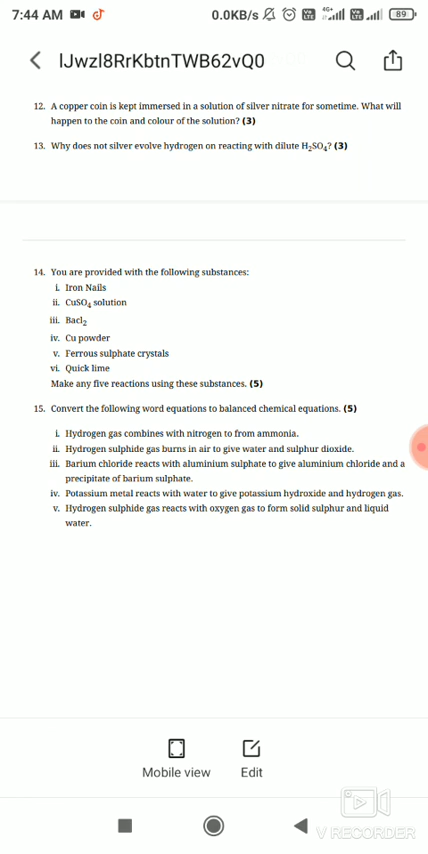 7:44 AM
0.0KB/s
4G+
Vo LTE
Vo LTE
89
IJwzl8RrKbtnTWB62vQ0
12. A copper coin is kept immersed in a solution of silver nitrate for sometime. What will
happen to the coin and colour of the solution? (3)
13. Why does not silver evolve hydrogen on reacting with dilute H₂SO₄? (3)
14. You are provided with the following substances:
i. Iron Nails
ii. CuSO₄ solution
iii. Bacl₂
iv. Cu powder
v. Ferrous sulphate crystals
vi. Quick lime
Make any five reactions using these substances. (5)
15. Convert the following word equations to balanced chemical equations. (5)
i. Hydrogen gas combines with nitrogen to from ammonia.
ii. Hydrogen sulphide gas burns in air to give water and sulphur dioxide.
iii. Barium chloride reacts with aluminium sulphate to give aluminium chloride and a
precipitate of barium sulphate.
iv. Potassium metal reacts with water to give potassium hydroxide and hydrogen gas.
v. Hydrogen sulphide gas reacts with oxygen gas to form solid sulphur and liquid
water.
Mobile view
Edit
V RECORDER